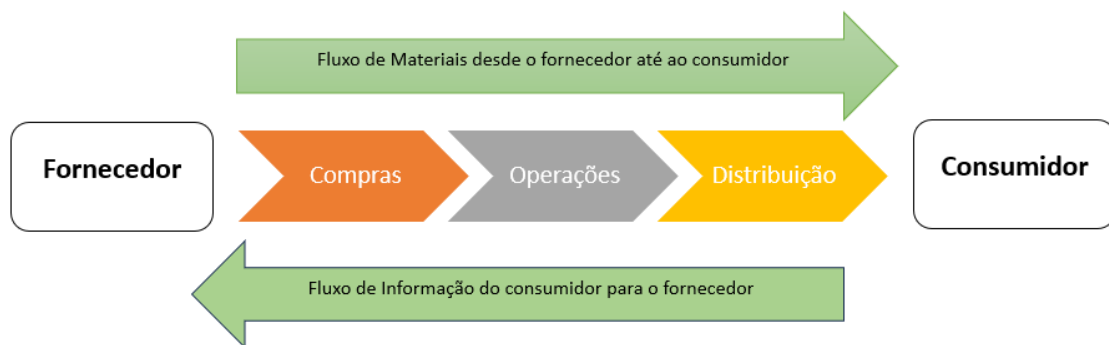 Fluxo de Materiais desde o fornecedor até ao consumidor
Fornecedor
Compras
Operações
Distribuição
Consumidor
Fluxo de Informação do consumidor para o fornecedor